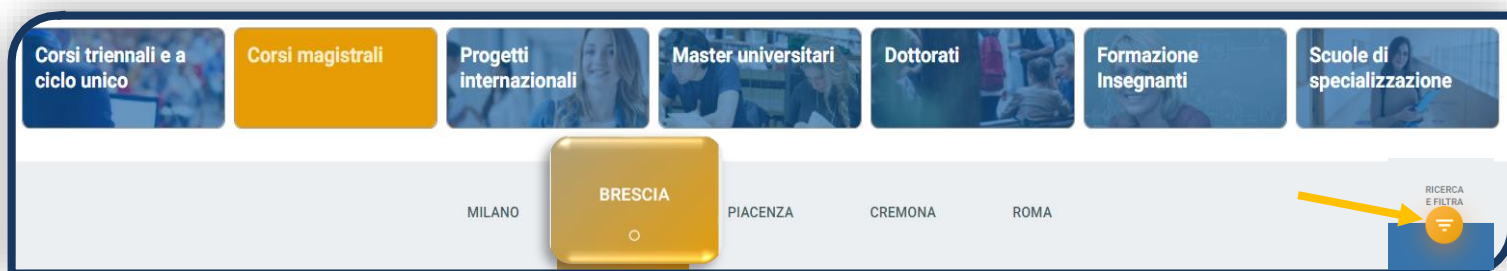 Corsi triennali e a
ciclo unico
Corsi magistrali
Progetti
internazionali
Master universitari
Dottorati
Formazione
Insegnanti
Scuole di
specializzazione
MILANO
BRESCIA
PIACENZA
CREMONA
ROMA
RICERCA
E FILTRA